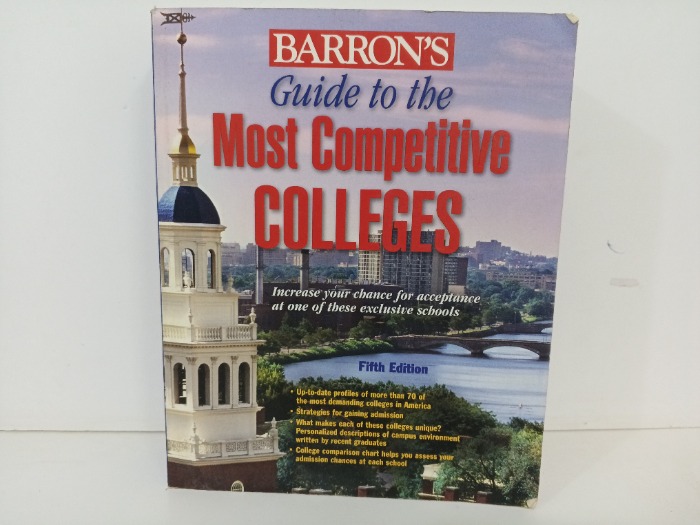 BARRON'S
Guide to the
Most Competitive
COLLEGES
Increase your chance for acceptance
at one of these exclusive schools
Fifth Edition
• Up-to-date profiles of more than 70 of
the most demanding colleges in America
• Strategies for gaining admission
• What makes each of these colleges unique?
Personalized descriptions of campus environment
written by recent graduates
• College comparison chart helps you assess your
admission chances at each school